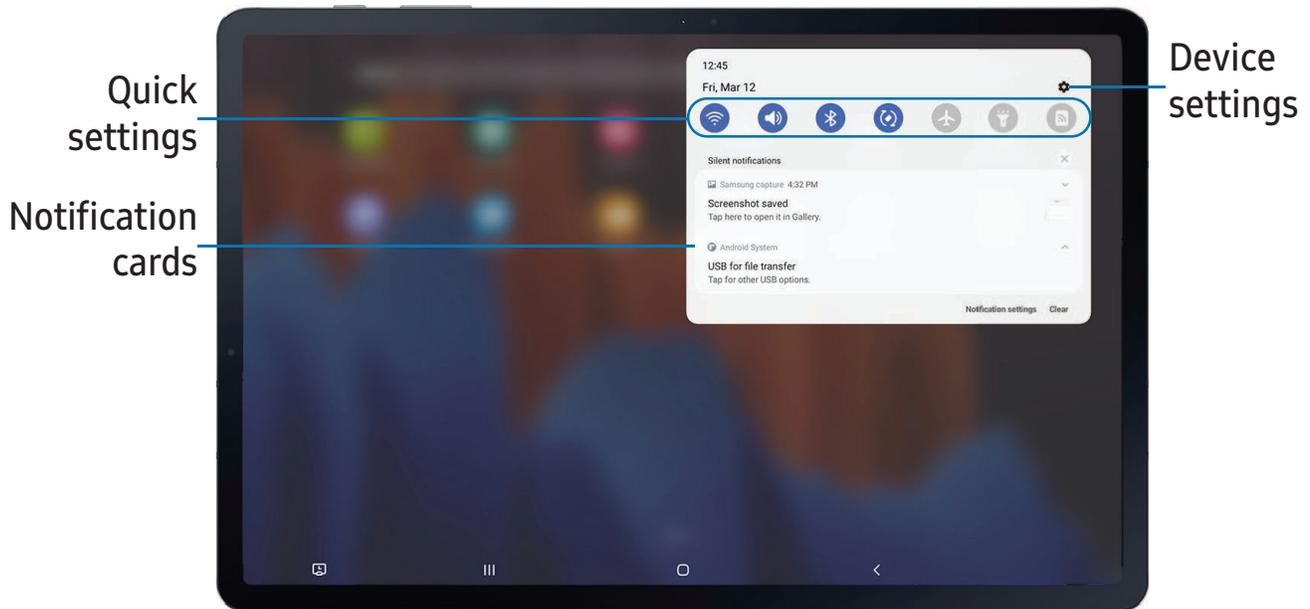 Quick
settings
Notification
cards
Device
settings
12:45
Fri, Mar 12
Silent notifications
Samsung capture 4:32 PM
Screenshot saved
Tap here to open it in Gallery.
Android System
USB for file transfer
Tap for other USB options.
Notification settings Clear